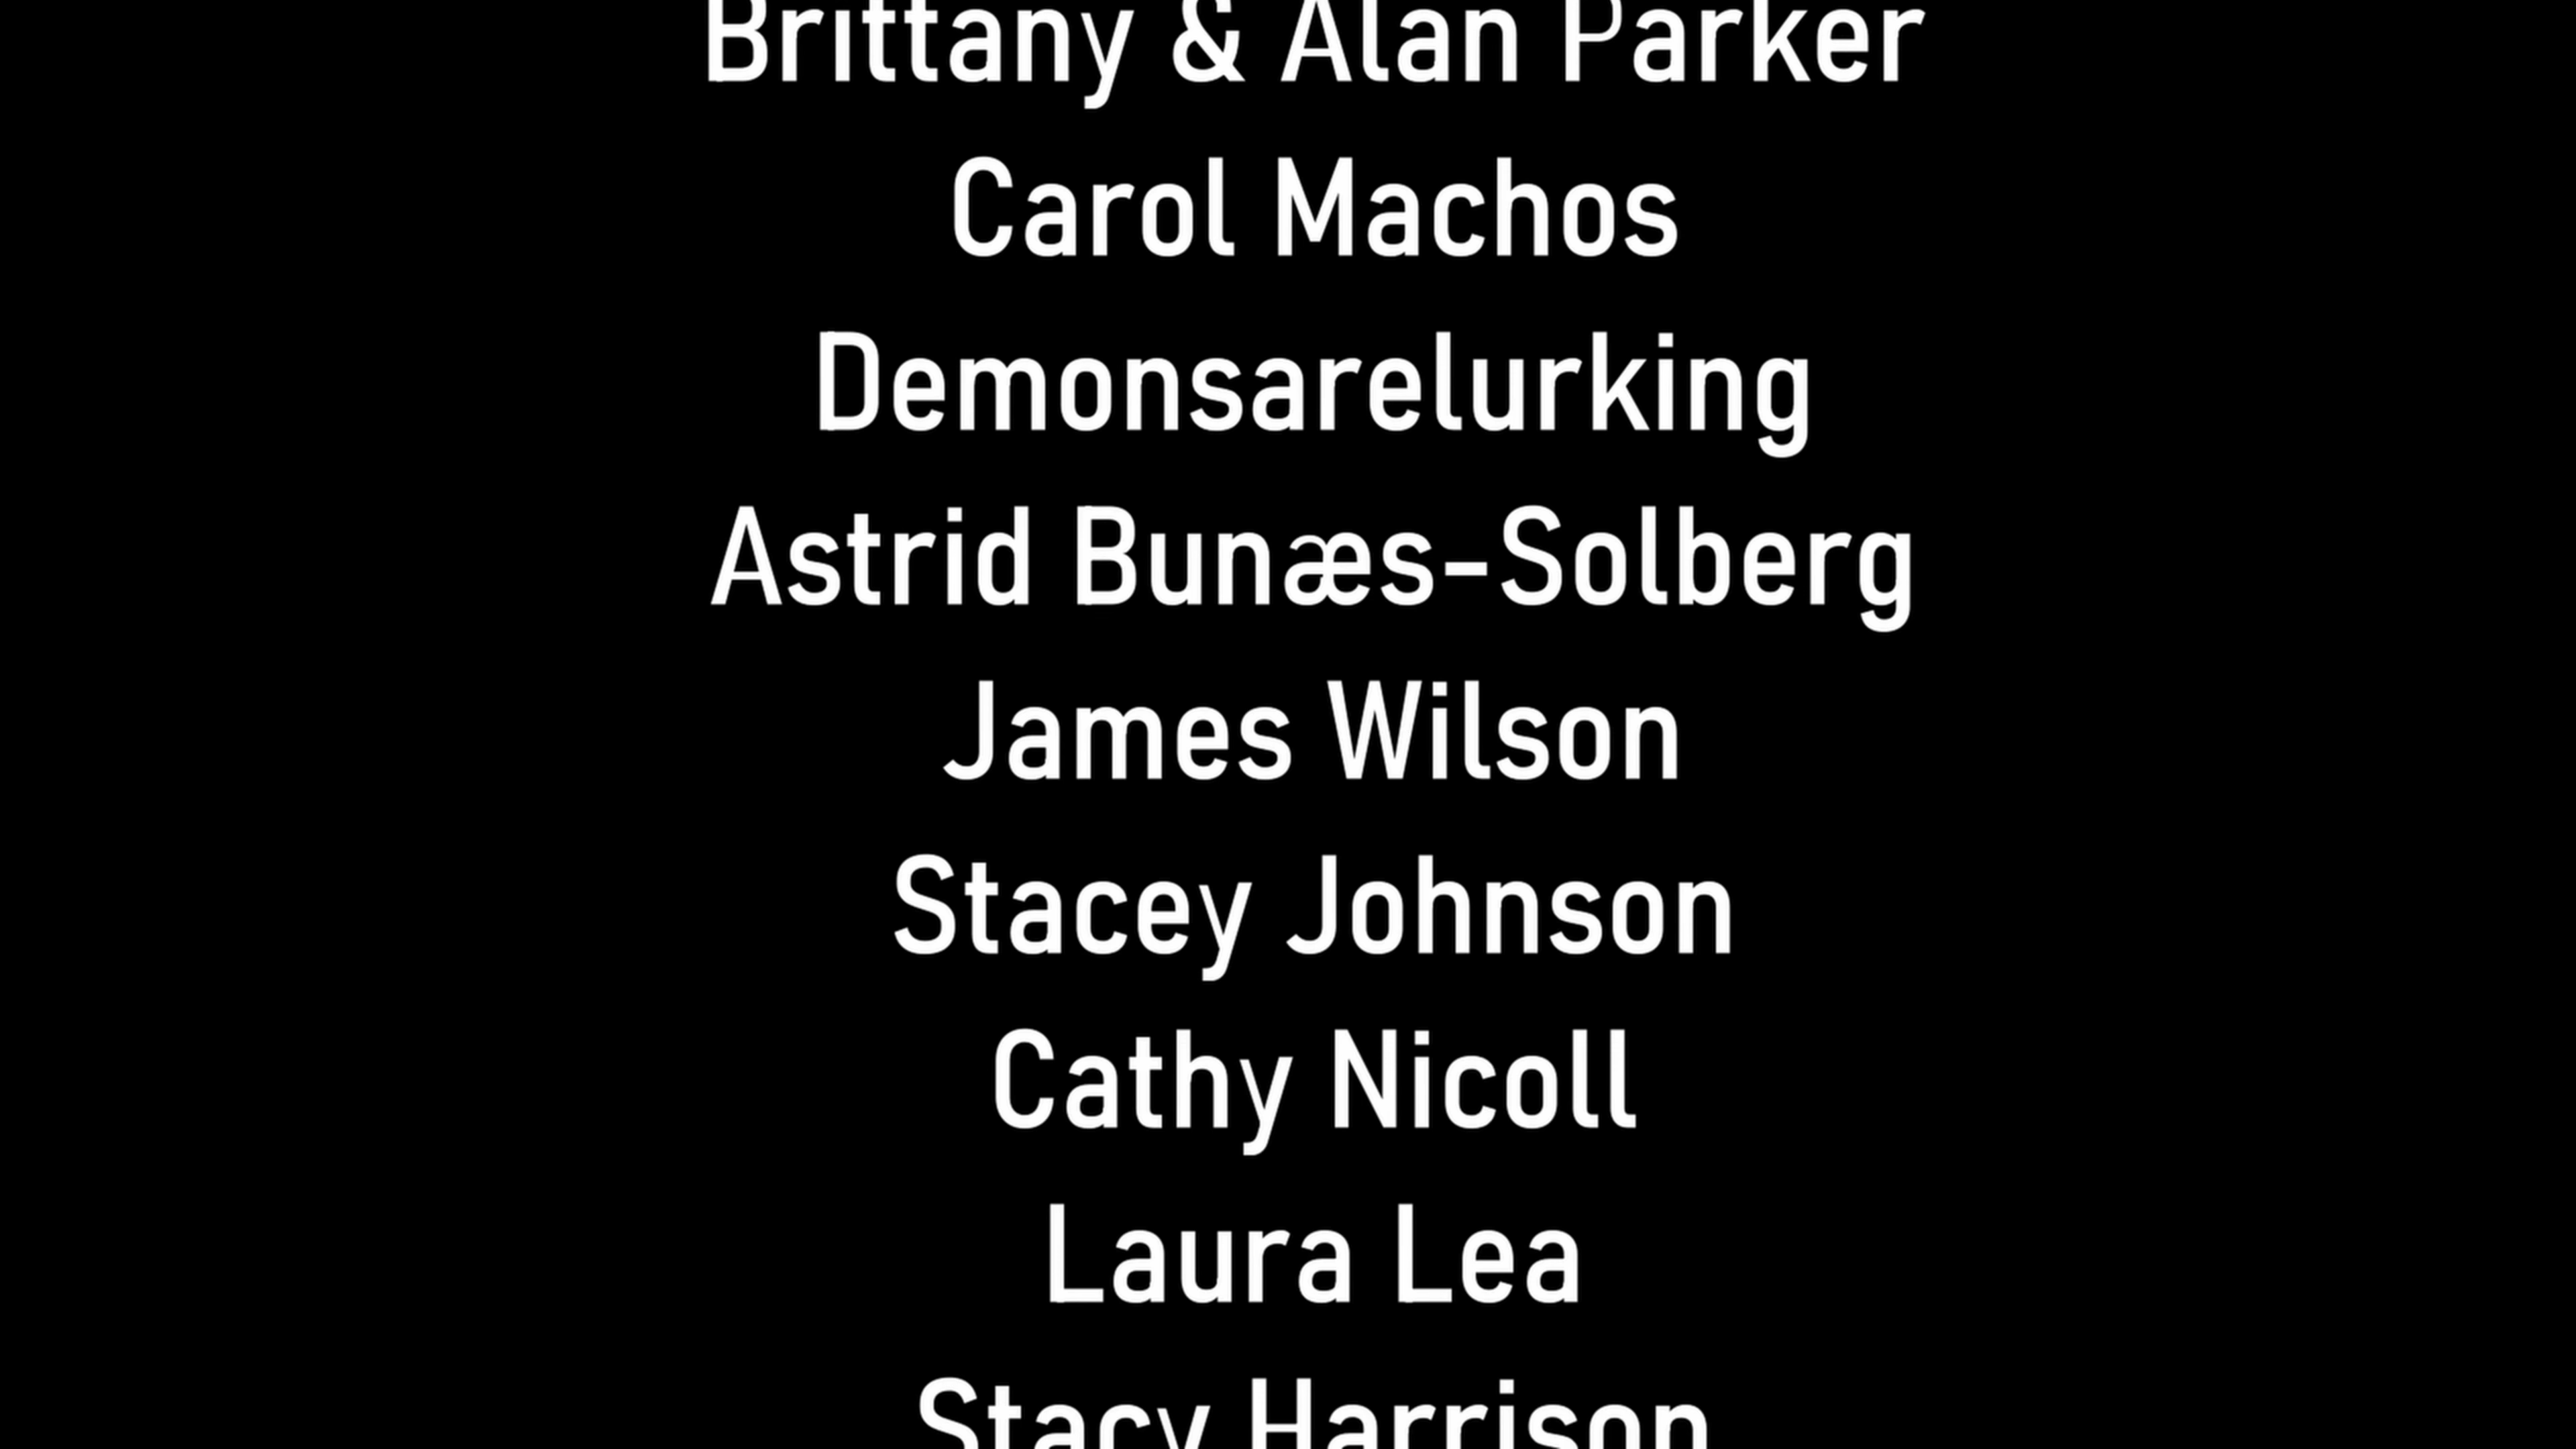 Brittany & Alan Parker
Carol Machos
Demonsarelurking
Astrid Bunæs-Solberg
James Wilson
Stacey Johnson
Cathy Nicoll
Laura Lea
Stacy Harrison